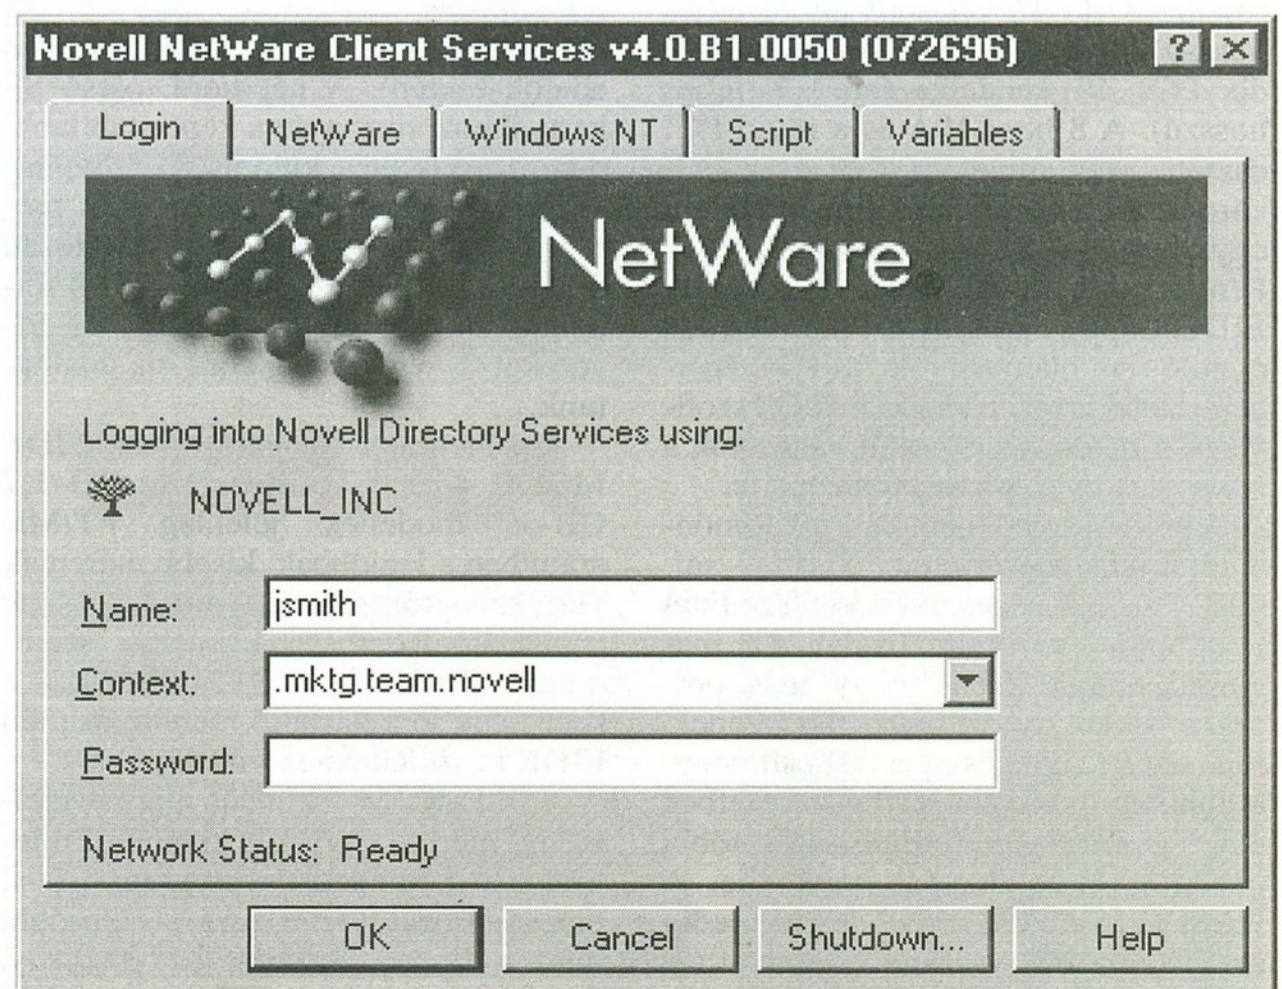 Novell NetWare Client Services v4.0.B1.0050 (072696)
Login NetWare Windows NT Script Variables
NetWare®
Logging into Novell Directory Services using:
NOVELL_INC
Name: jsmith
Context: .mktg.team.novell
Password:
Network Status: Ready
OK Cancel Shutdown... Help